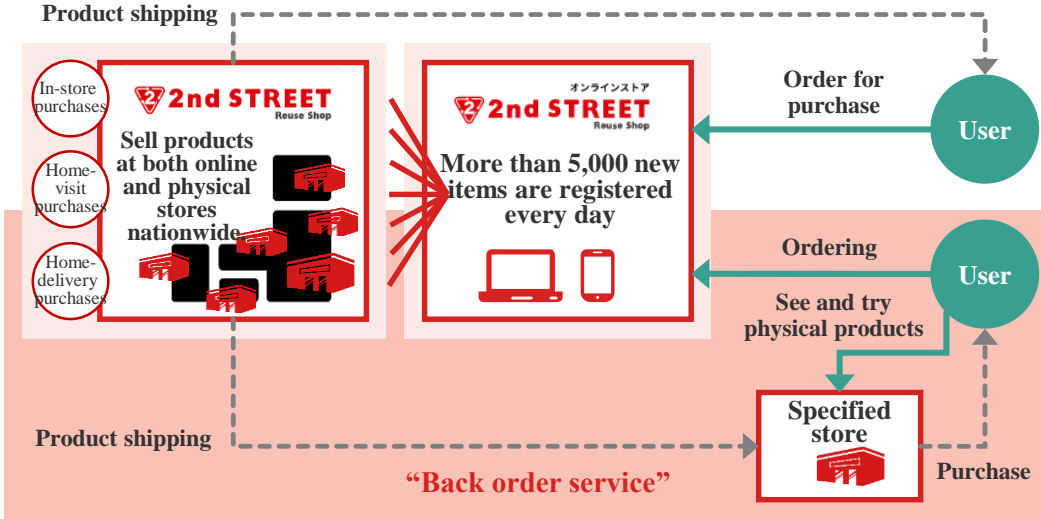 Product shipping
In-store
purchases
Home-
visit
purchases
Home-
delivery
purchases
2
2nd STREET
Reuse Shop
Sell products
at both online
and physical
stores
nationwide
オンラインストア
2
2nd STREET
Reuse Shop
More than 5,000 new
items are registered
every day
Order for
purchase
User
Ordering
User
See and try
physical products
Specified
store
Product shipping
Purchase
“Back order service”